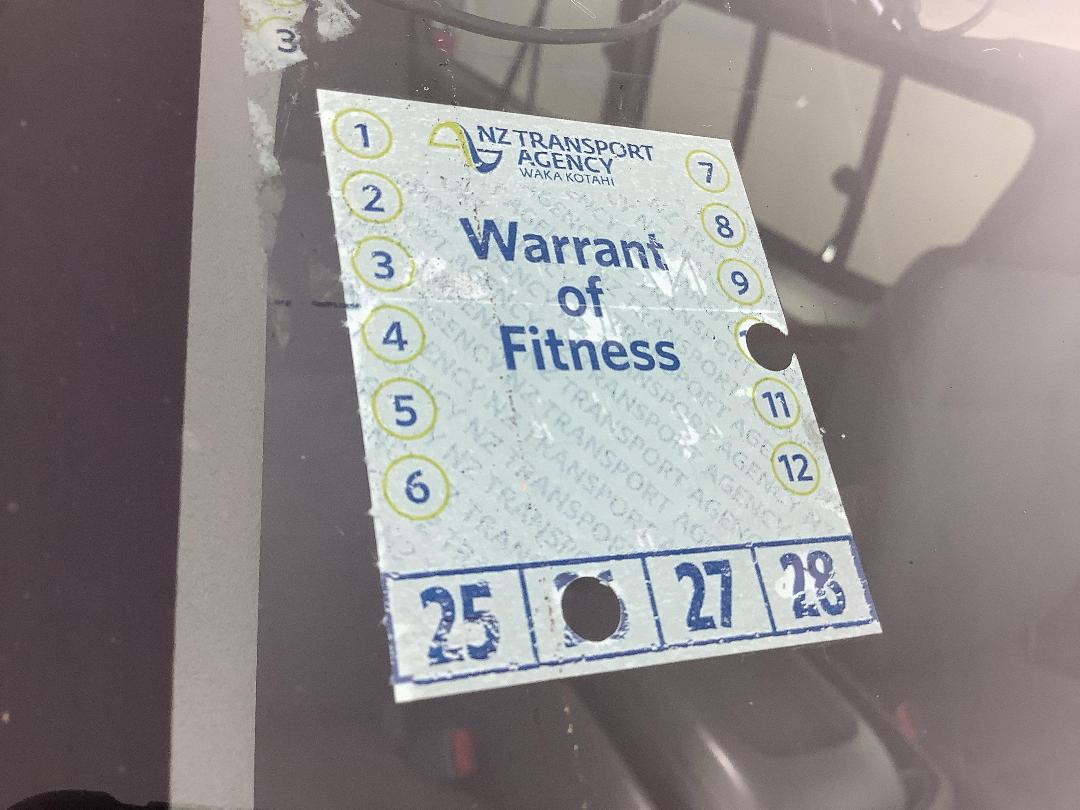 3
1
2
3
4
5
6
NZ TRANSPORT
AGENCY
WAKA KOTAHI
Warrant
of
Fitness
7
8
9
11
12
25 27 28